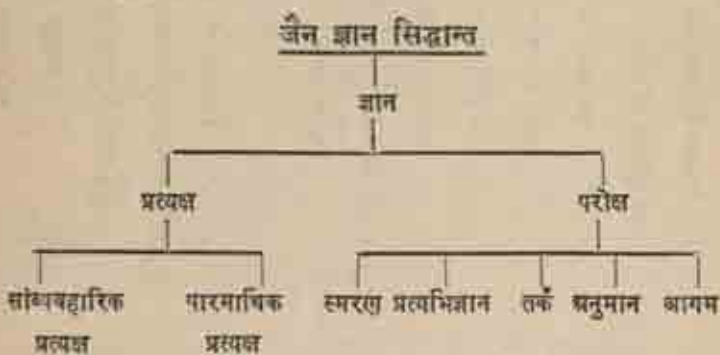 जैन ज्ञान सिद्धान्त
ज्ञान
प्रत्यक्ष परोक्ष
सांव्यवहारिक पारमार्थिक स्मरण प्रत्यभिज्ञान तर्क अनुमान आगम
प्रत्यक्ष प्रत्यक्ष